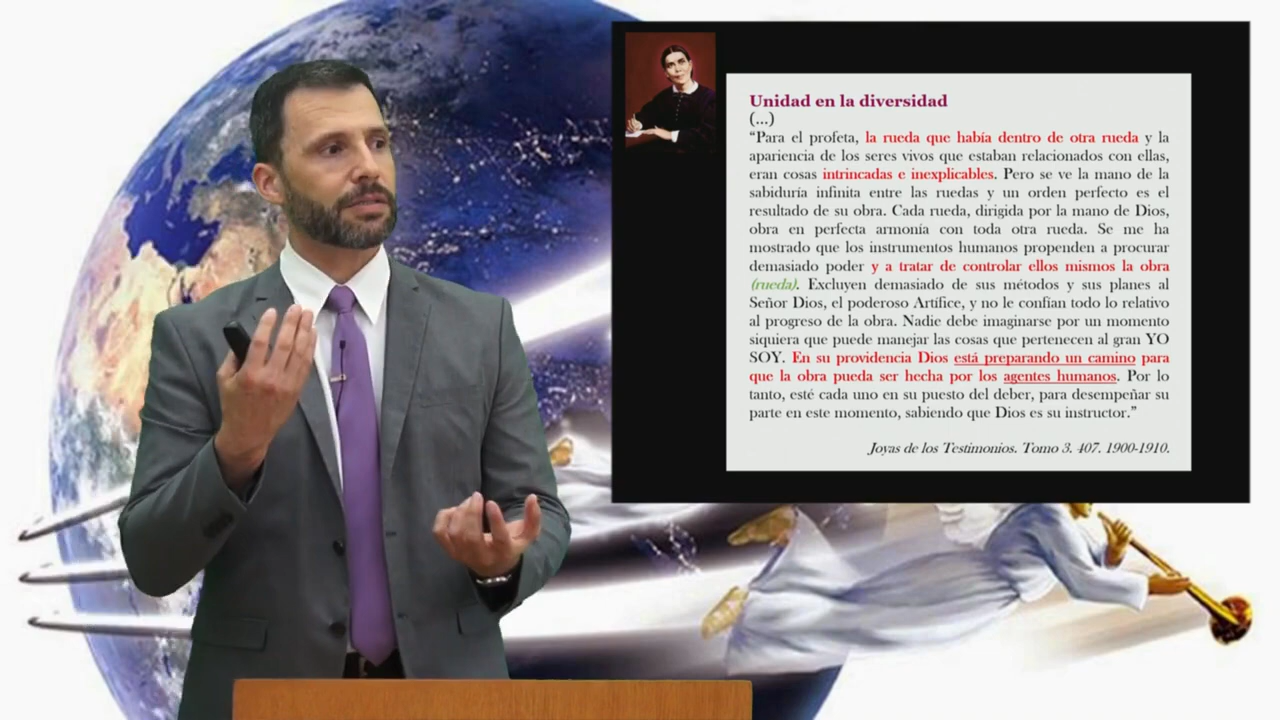 Unidad en la diversidad
(...)
“Para el profeta, la rueda que había dentro de otra rueda y la
apariencia de los seres vivos que estaban relacionados con ellas,
eran cosas intrincadas e inexplicables. Pero se ve la mano de la
sabiduría infinita entre las ruedas y un orden perfecto es el
resultado de su obra. Cada rueda, dirigida por la mano de Dios,
obra en perfecta armonía con toda otra rueda. Se me ha
mostrado que los instrumentos humanos propenden a procurar
demasiado poder y a tratar de controlar ellos mismos la obra
(rueda). Excluyen demasiado de sus métodos y sus planes al
Señor Dios, el poderoso Artífice, y no le confían todo lo relativo
al progreso de la obra. Nadie debe imaginarse por un momento
siquiera que puede manejar las cosas que pertenecen al gran YO
SOY. En su providencia Dios está preparando un camino para
que la obra pueda ser hecha por los agentes humanos. Por lo
tanto, esté cada uno en su puesto del deber, para desempeñar su
parte en este momento, sabiendo que Dios es su instructor.”
Joyas de los Testimonios. Tomo 3. 407. 1900-1910.